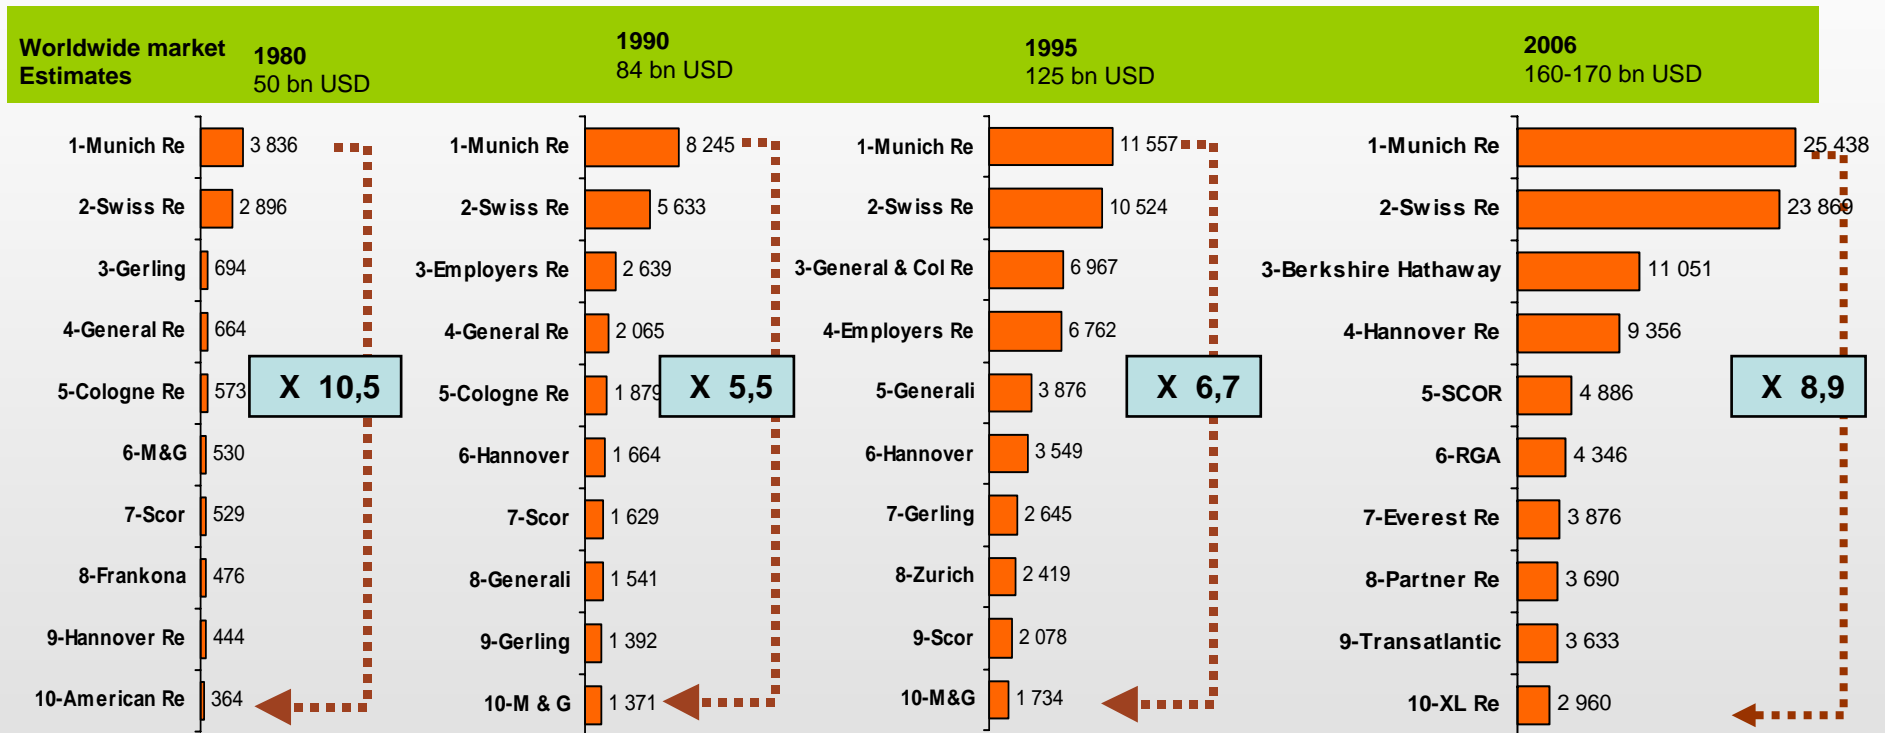 Worldwide market
Estimates
1980
50 bn USD
1990
84 bn USD
1995
125 bn USD
2006
160-170 bn USD
1-Munich Re 3 836
2-Swiss Re 2 896
3-Gerling 694
4-General Re 664
5-Cologne Re 573
6-M&G 530
7-Scor 529
8-Frankona 476
9-Hannover Re 444
10-American Re 364
X 10,5
1-Munich Re 8 245
2-Swiss Re 5 633
3-Employers Re 2 639
4-General Re 2 065
5-Cologne Re 1 879
6-Hannover 1 664
7-Scor 1 629
8-Generali 1 541
9-Gerling 1 392
10-M & G 1 371
X 5,5
1-Munich Re 11 557
2-Swiss Re 10 524
3-General & Col Re 6 967
4-Employers Re 6 762
5-Generali 3 876
6-Hannover 3 549
7-Gerling 2 645
8-Zurich 2 419
9-Scor 2 078
10-M&G 1 734
X 6,7
1-Munich Re 25 438
2-Swiss Re 23 869
3-Berkshire Hathaway 11 051
4-Hannover Re 9 356
5-SCOR 4 886
6-RGA 4 346
7-Everest Re 3 876
8-Partner Re 3 690
9-Transatlantic 3 633
10-XL Re 2 960
X 8,9